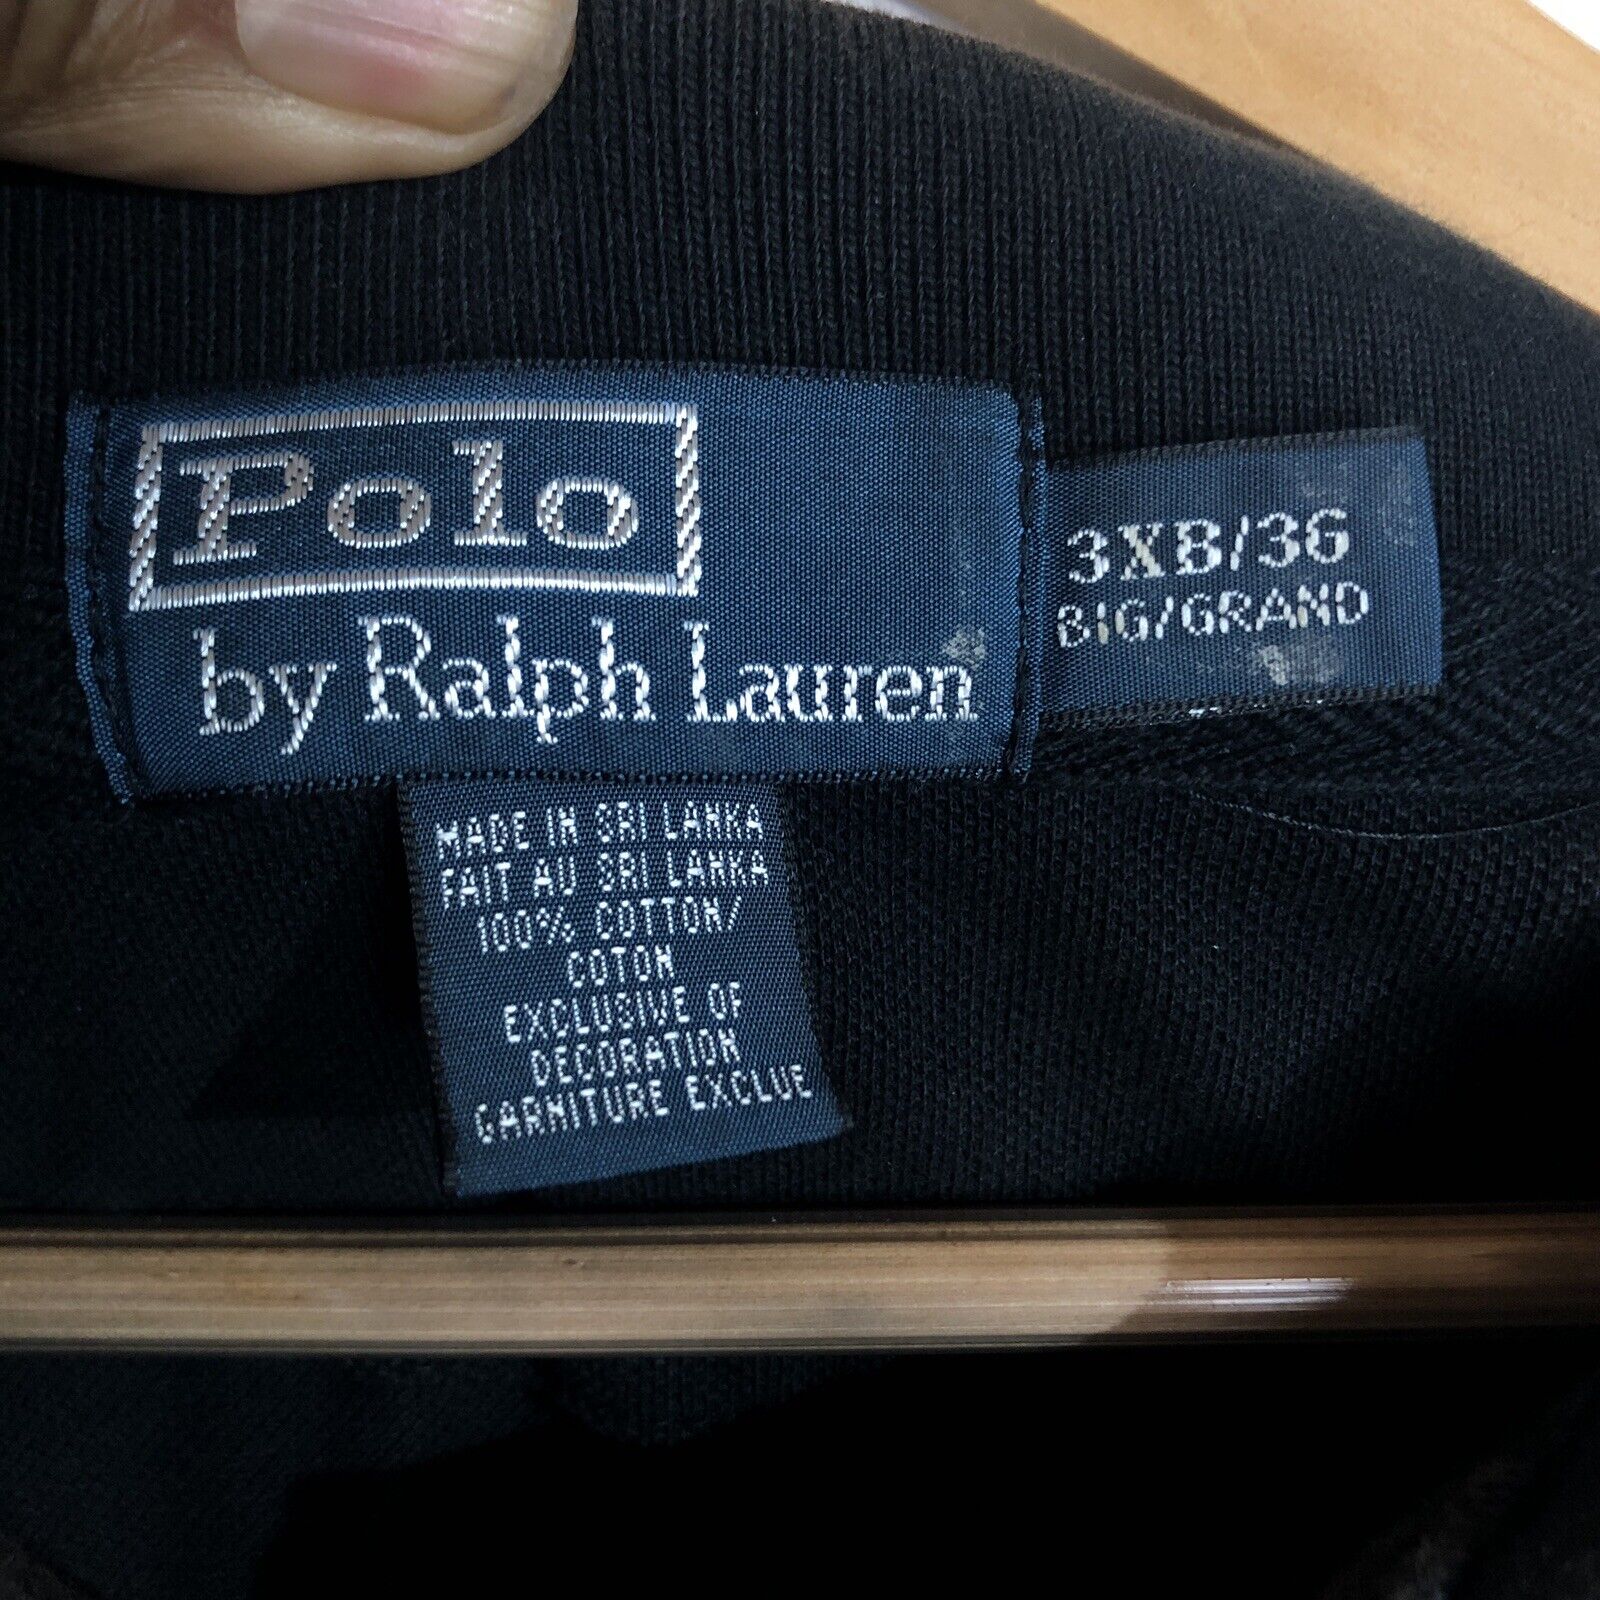 Polo
by Ralph Lauren
3XB/3G
BIG/GRAND
MADE IN SRI LANKA
FAIT AU SRI LANKA
100% COTTON/
COTON
EXCLUSIVE OF
DECORATION
GARNITURE EXCLUE